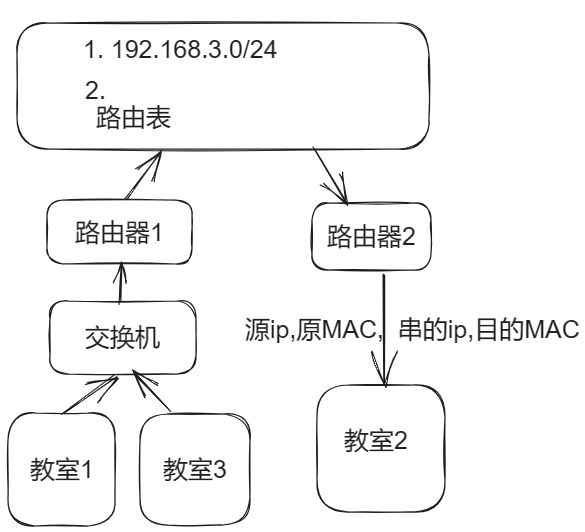 1. 192.168.3.0/24
2.
路由表
路由器1
路由器2
交换机
源ip,原MAC, 串的ip,目的MAC
教室1
教室3
教室2